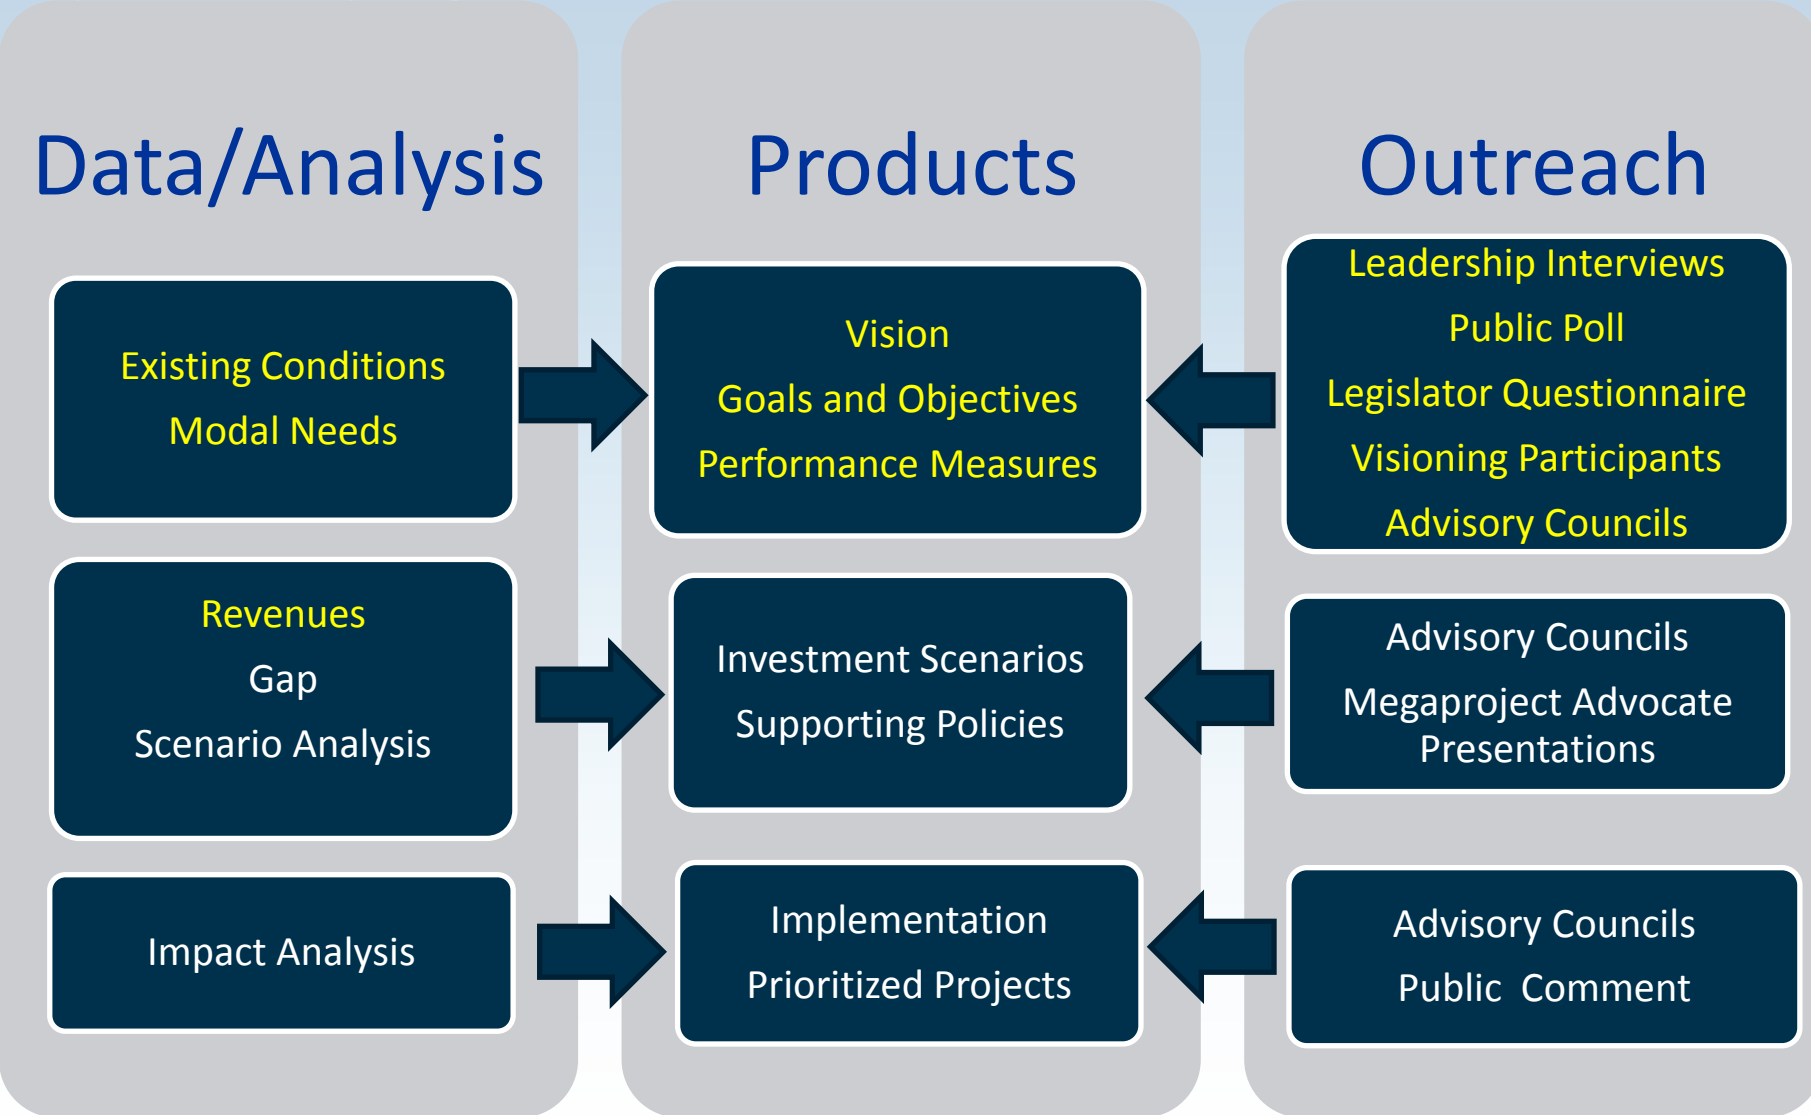 Data/Analysis
Existing Conditions
Modal Needs
Revenues
Gap
Scenario Analysis
Impact Analysis
Products
Vision
Goals and Objectives
Performance Measures
Investment Scenarios
Supporting Policies
Implementation
Prioritized Projects
Outreach
Leadership Interviews
Public Poll
Legislator Questionnaire
Visioning Participants
Advisory Councils
Advisory Councils
Megaproject Advocate
Presentations
Advisory Councils
Public  Comment